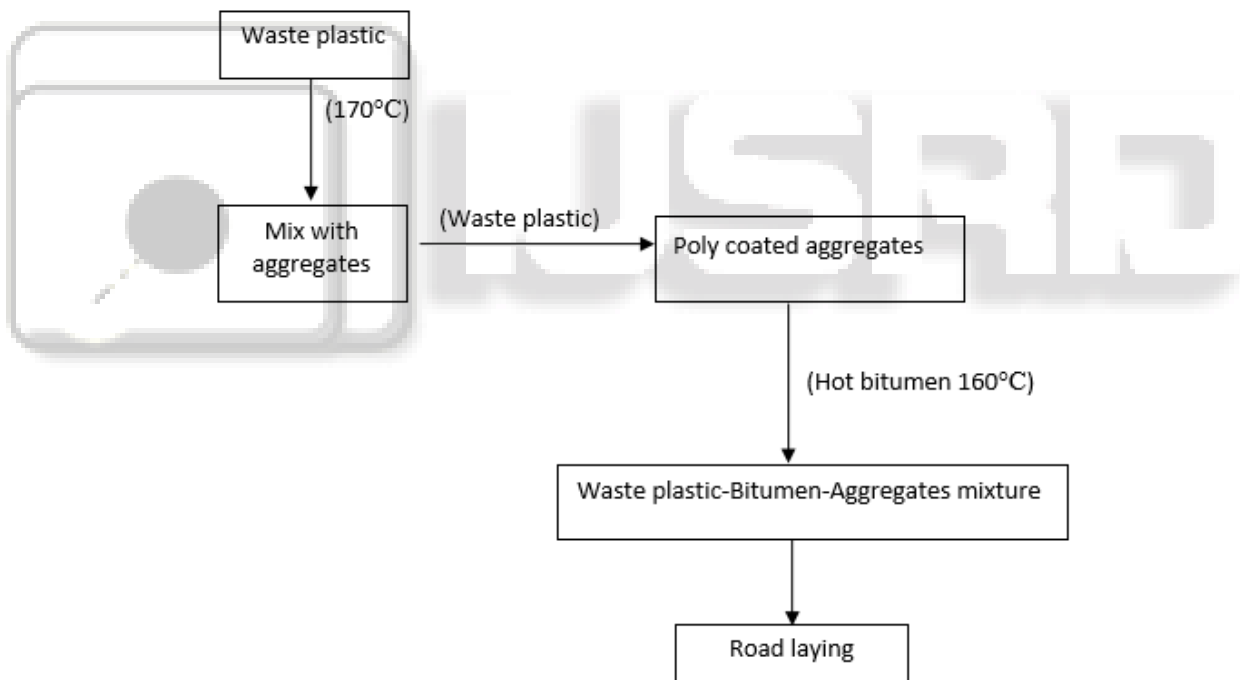 Waste plastic
(170°C)
Mix with
aggregates
(Waste plastic)
Poly coated aggregates
(Hot bitumen 160°C)
Waste plastic-Bitumen-Aggregates mixture
Road laying
IJSRD